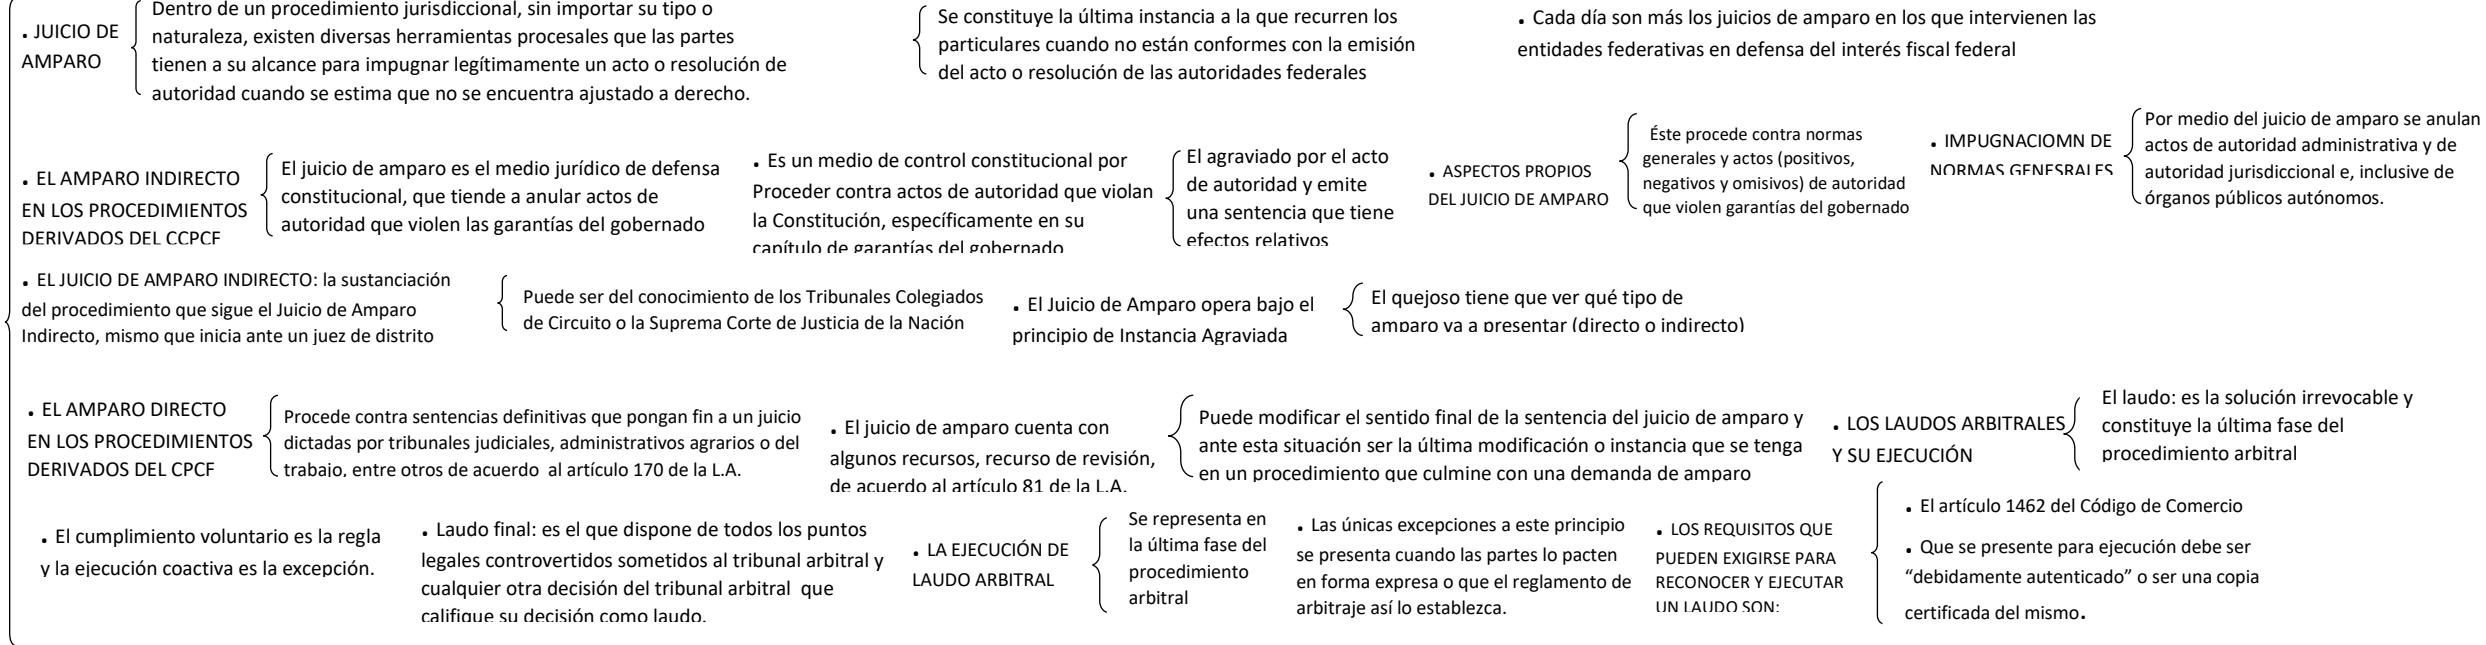 . JUICIO DE
AMPARO
Dentro de un procedimiento jurisdiccional, sin importar su tipo o
naturaleza, existen diversas herramientas procesales que las partes
tienen a su alcance para impugnar legítimamente un acto o resolución de
autoridad cuando se estima que no se encuentra ajustado a derecho.
Se constituye la última instancia a la que recurren los
particulares cuando no están conformes con la emisión
del acto o resolución de las autoridades federales
. Cada día son más los juicios de amparo en los que intervienen las
entidades federativas en defensa del interés fiscal federal
. EL AMPARO INDIRECTO
EN LOS PROCEDIMIENTOS
DERIVADOS DEL CCPCF
El juicio de amparo es el medio jurídico de defensa
constitucional, que tiende a anular actos de
autoridad que violen las garantías del gobernado
. Es un medio de control constitucional por
Proceder contra actos de autoridad que violan
la Constitución, específicamente en su
capítulo de garantías del gobernado
El agraviado por el acto
de autoridad y emite
una sentencia que tiene
efectos relativos
. ASPECTOS PROPIOS
DEL JUICIO DE AMPARO
Éste procede contra normas
generales y actos (positivos,
negativos y omisivos) de autoridad
que violen garantías del gobernado
. IMPUGNACIOMN DE
NORMAS GENESRALES
Por medio del juicio de amparo se anulan
actos de autoridad administrativa y de
autoridad jurisdiccional e, inclusive de
órganos públicos autónomos.
. EL JUICIO DE AMPARO INDIRECTO: la sustanciación
del procedimiento que sigue el Juicio de Amparo
Indirecto, mismo que inicia ante un juez de distrito
Puede ser del conocimiento de los Tribunales Colegiados
de Circuito o la Suprema Corte de Justicia de la Nación
. El Juicio de Amparo opera bajo el
principio de Instancia Agraviada
El quejoso tiene que ver qué tipo de
amparo va a presentar (directo o indirecto)
. EL AMPARO DIRECTO
EN LOS PROCEDIMIENTOS
DERIVADOS DEL CPCF
Procede contra sentencias definitivas que pongan fin a un juicio
dictadas por tribunales judiciales, administrativos agrarios o del
trabajo, entre otros de acuerdo al artículo 170 de la L.A.
. El juicio de amparo cuenta con
algunos recursos, recurso de revisión,
de acuerdo al artículo 81 de la L.A.
Puede modificar el sentido final de la sentencia del juicio de amparo y
ante esta situación ser la última modificación o instancia que se tenga
en un procedimiento que culmine con una demanda de amparo
. LOS LAUDOS ARBITRALES
Y SU EJECUCIÓN
El laudo: es la solución irrevocable y
constituye la última fase del
procedimiento arbitral
. El cumplimiento voluntario es la regla
y la ejecución coactiva es la excepción.
. Laudo final: es el que dispone de todos los puntos
legales controvertidos sometidos al tribunal arbitral y
cualquier otra decisión del tribunal arbitral que
califique su decisión como laudo.
. LA EJECUCIÓN DE
LAUDO ARBITRAL
Se representa en
la última fase del
procedimiento
arbitral
. Las únicas excepciones a este principio
se presenta cuando las partes lo pacten
en forma expresa o que el reglamento de
arbitraje así lo establezca.
. LOS REQUISITOS QUE
PUEDEN EXIGIRSE PARA
RECONOCER Y EJECUTAR
UN LAUDO SON:
. El artículo 1462 del Código de Comercio
. Que se presente para ejecución debe ser
“debidamente autenticado” o ser una copia
certificada del mismo.